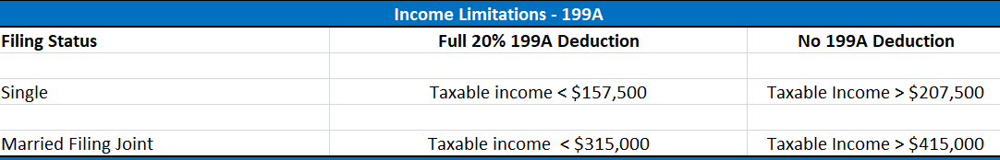 Income Limitations - 199A
Filing Status Full 20% 199A Deduction No 199A Deduction
Single Taxable income < $157,500 Taxable Income > $207,500
Married Filing Joint Taxable income < $315,000 Taxable Income > $415,000